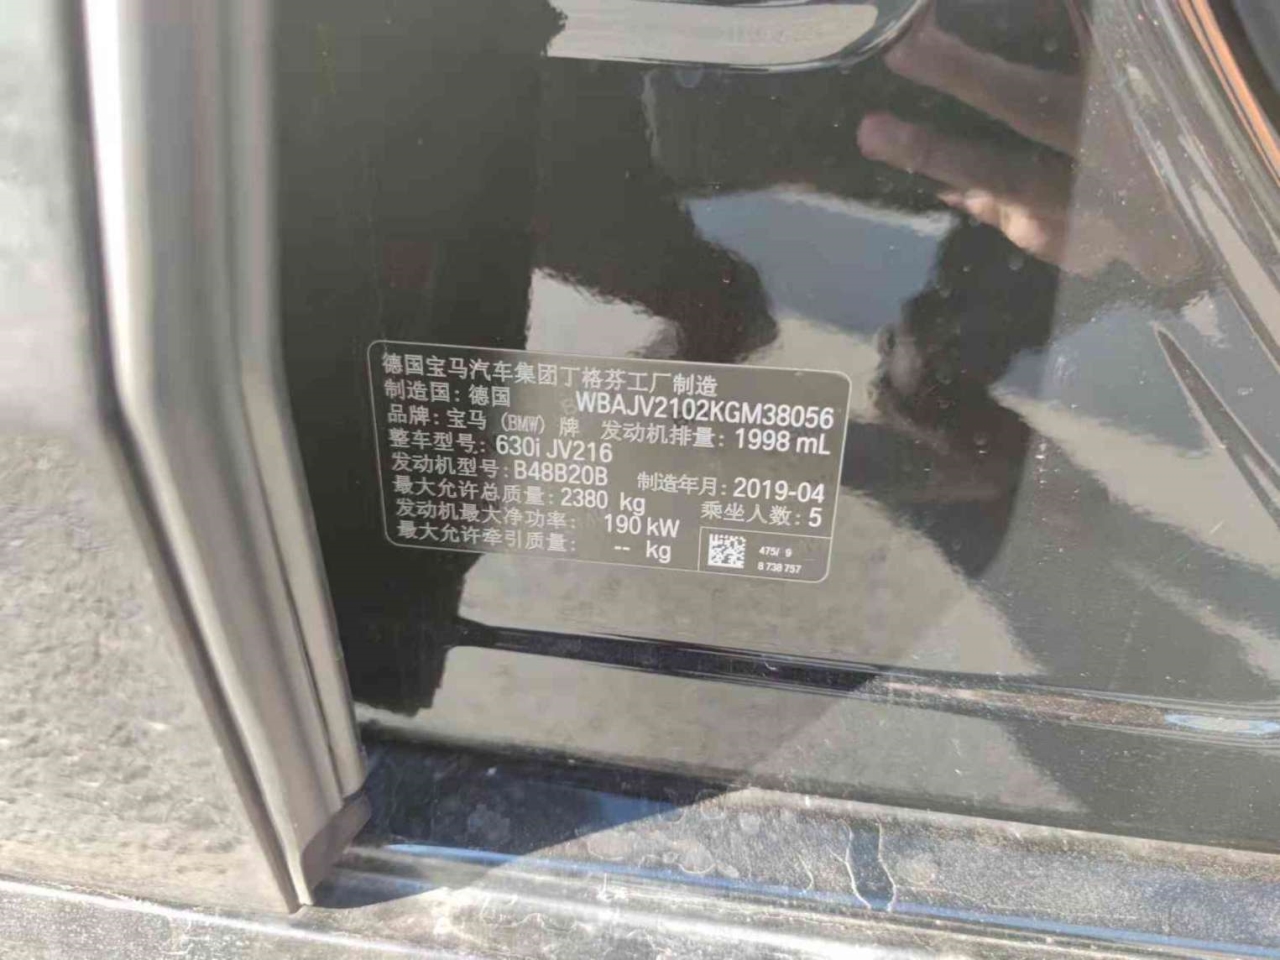 德国宝马汽车集团丁格芬工厂制造
制造国：德国 WBAJV2102KGM38056
品牌：宝马 (BMW) 牌 发动机排量：1998 mL
整车型号：630i JV216
发动机型号：B48B20B 制造年月：2019-04
最大允许总质量：2380 kg 乘坐人数：5
发动机最大净功率： 190 kW
最大允许牵引质量： -- kg
475/ 9
8 738 757